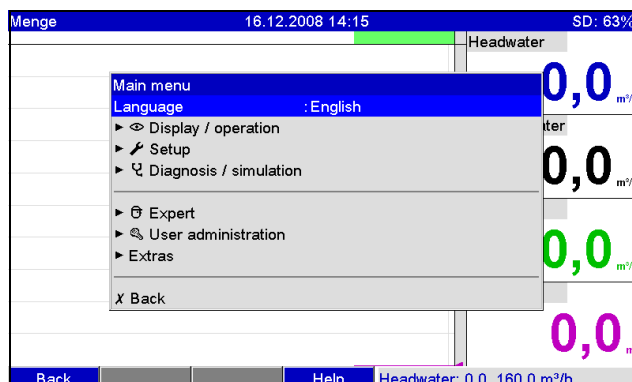 Menge 16.12.2008 14:15 SD: 63%
Headwater
0,0 m³/
Main menu
Language : English
► Display / operation
► Setup
► Diagnosis / simulation
► Expert
► User administration
► Extras
X Back
ter
0,0 m³/
0,0 m³/
0,0 m
Back Help Headwater: 0,0..160,0 m³/h